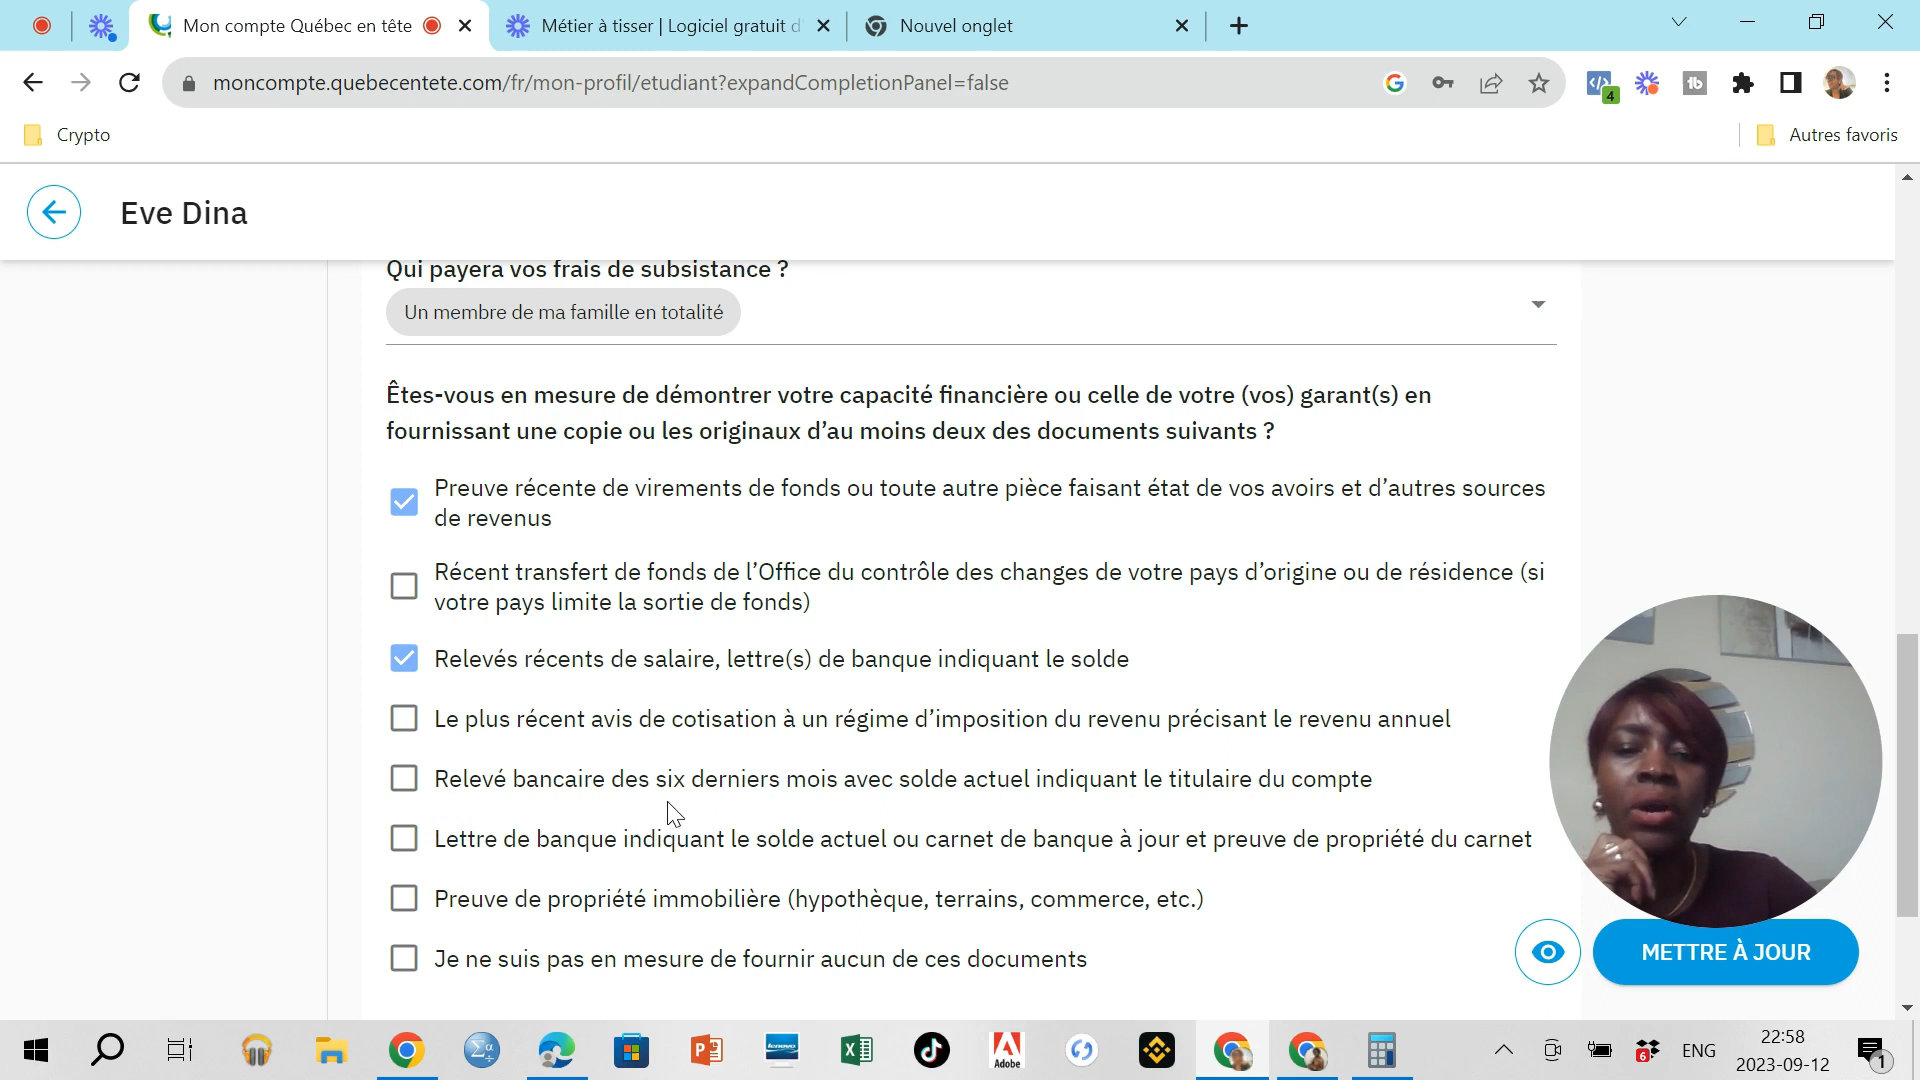 Mon compte Québec en tête
Métier à tisser | Logiciel gratuit d'
Nouvel onglet
moncompte.quebecentete.com/fr/mon-profil/etudiant?expandCompletionPanel=false
4
Crypto
Autres favoris
Eve Dina
Qui payera vos frais de subsistance ?
Un membre de ma famille en totalité
Êtes-vous en mesure de démontrer votre capacité financière ou celle de votre (vos) garant(s) en
fournissant une copie ou les originaux d’au moins deux des documents suivants ?
Preuve récente de virements de fonds ou toute autre pièce faisant état de vos avoirs et d’autres sources
de revenus
Récent transfert de fonds de l’Office du contrôle des changes de votre pays d’origine ou de résidence (si
votre pays limite la sortie de fonds)
Relevés récents de salaire, lettre(s) de banque indiquant le solde
Le plus récent avis de cotisation à un régime d’imposition du revenu précisant le revenu annuel
Relevé bancaire des six derniers mois avec solde actuel indiquant le titulaire du compte
Lettre de banque indiquant le solde actuel ou carnet de banque à jour et preuve de propriété du carnet
Preuve de propriété immobilière (hypothèque, terrains, commerce, etc.)
Je ne suis pas en mesure de fournir aucun de ces documents
METTRE À JOUR
Adobe
6
ENG
22:58
2023-09-12
1